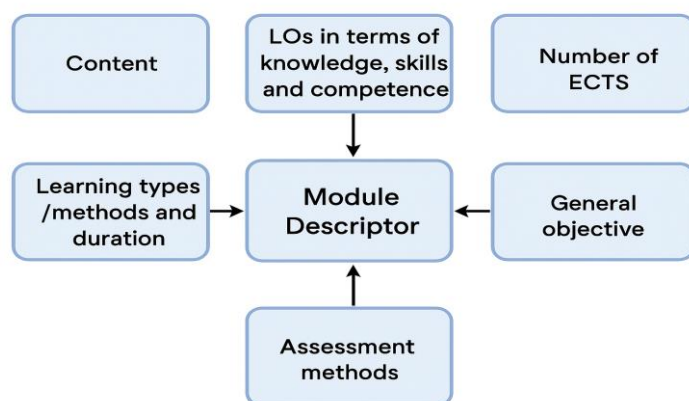 Content
LOs in terms of
knowledge, skills
and competence
Number of
ECTS
Learning types
/methods and
duration
Module
Descriptor
General
objective
Assessment
methods